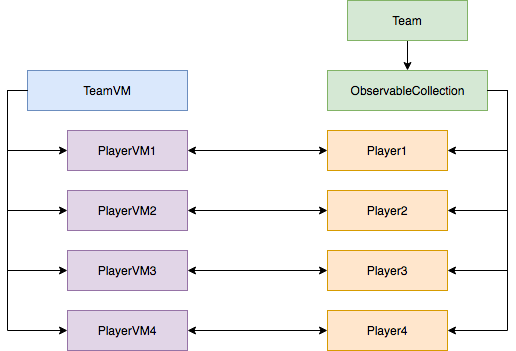 Team
TeamVM
ObservableCollection
PlayerVM1
Player1
PlayerVM2
Player2
PlayerVM3
Player3
PlayerVM4
Player4